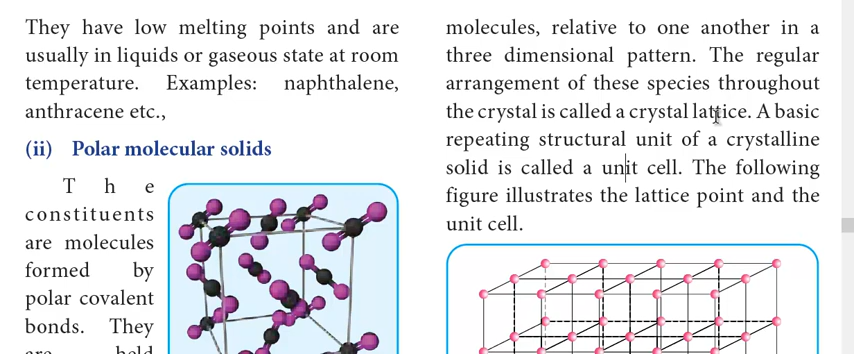 They have low melting points and are
usually in liquids or gaseous state at room
temperature. Examples: naphthalene,
anthracene etc.,
(ii) Polar molecular solids
The
constituents
are molecules
formed by
polar covalent
bonds. They
are held
molecules, relative to one another in a
three dimensional pattern. The regular
arrangement of these species throughout
the crystal is called a crystal lattice. A basic
repeating structural unit of a crystalline
solid is called a unit cell. The following
figure illustrates the lattice point and the
unit cell.